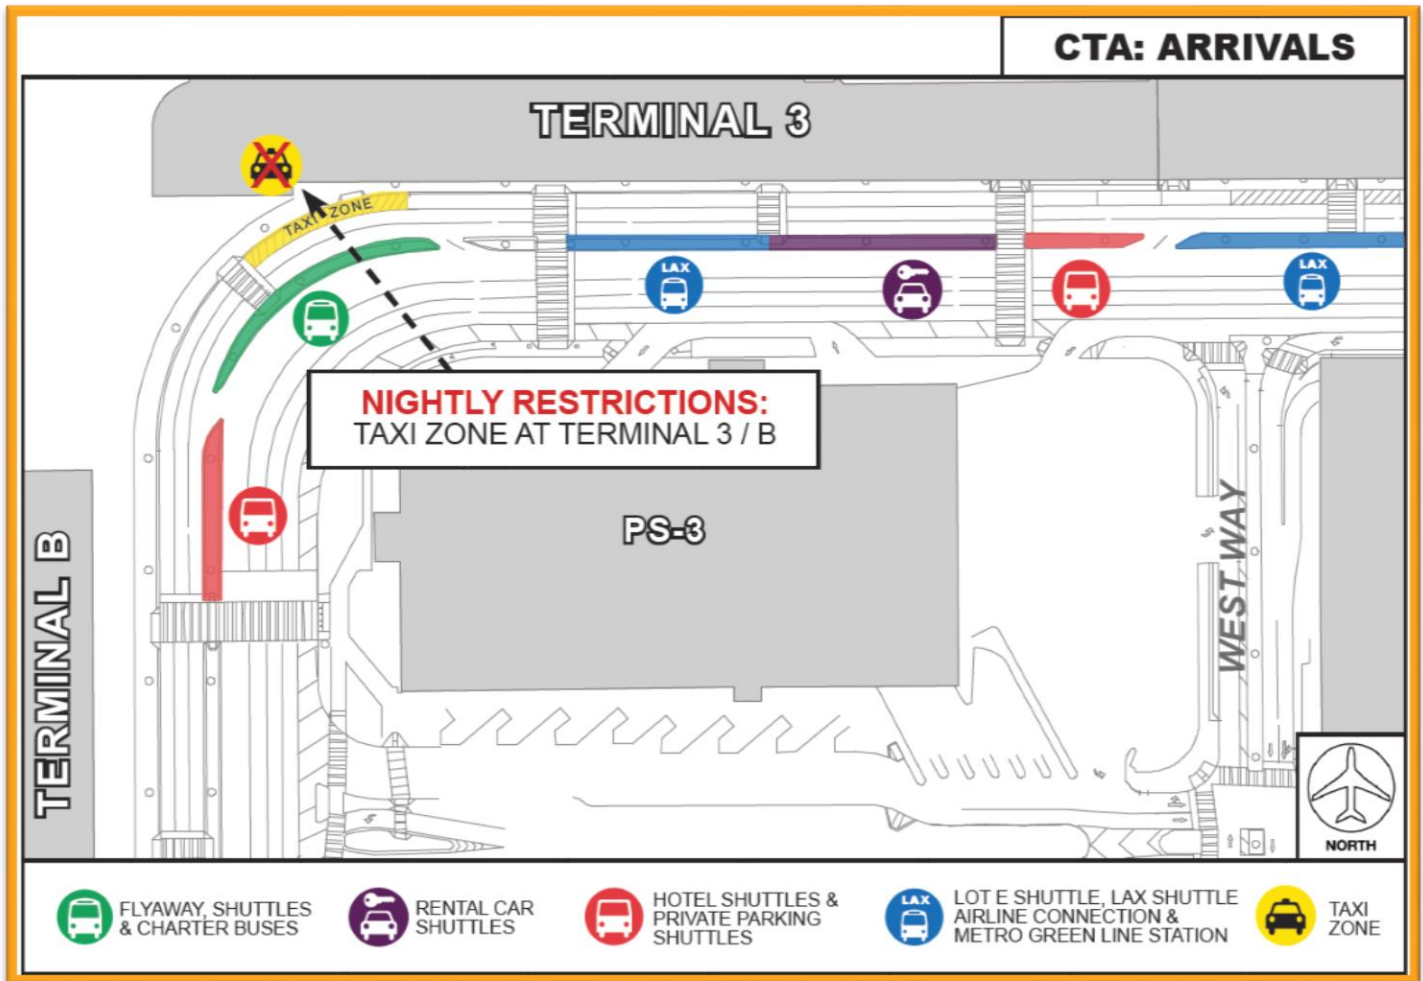 CTA: ARRIVALS
TERMINAL 3
TAXI ZONE
LAX
LAX
NIGHTLY RESTRICTIONS:
TAXI ZONE AT TERMINAL 3 / B
PS-3
WEST WAY
TERMINAL B
NORTH
FLYAWAY, SHUTTLES
& CHARTER BUSES
RENTAL CAR
SHUTTLES
HOTEL SHUTTLES &
PRIVATE PARKING
SHUTTLES
LAX
LOT E SHUTTLE, LAX SHUTTLE
AIRLINE CONNECTION &
METRO GREEN LINE STATION
TAXI
ZONE